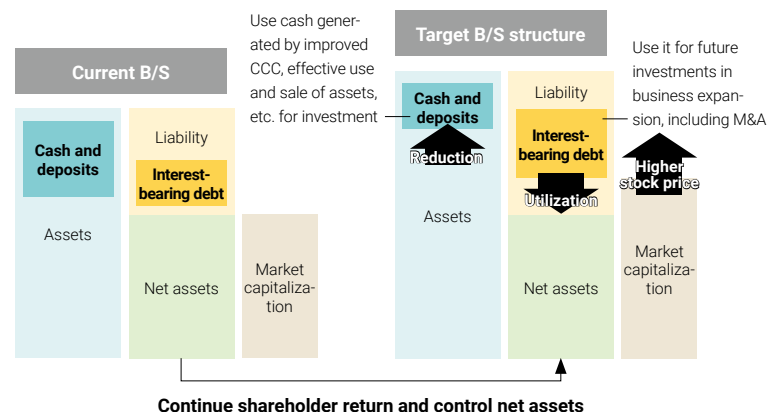 Current B/S
Cash and
deposits
Assets
Liability
Interest-
bearing debt
Net assets
Market
capitaliza-
tion
Use cash gener-
ated by improved
CCC, effective use
and sale of assets,
etc. for investment
Target B/S structure
Cash and
deposits
Reduction
Assets
Liability
Interest-
bearing debt
Utilization
Net assets
Use it for future
investments in
business expan-
sion, including M&A
Higher
stock price
Market
capitaliza-
tion
Continue shareholder return and control net assets